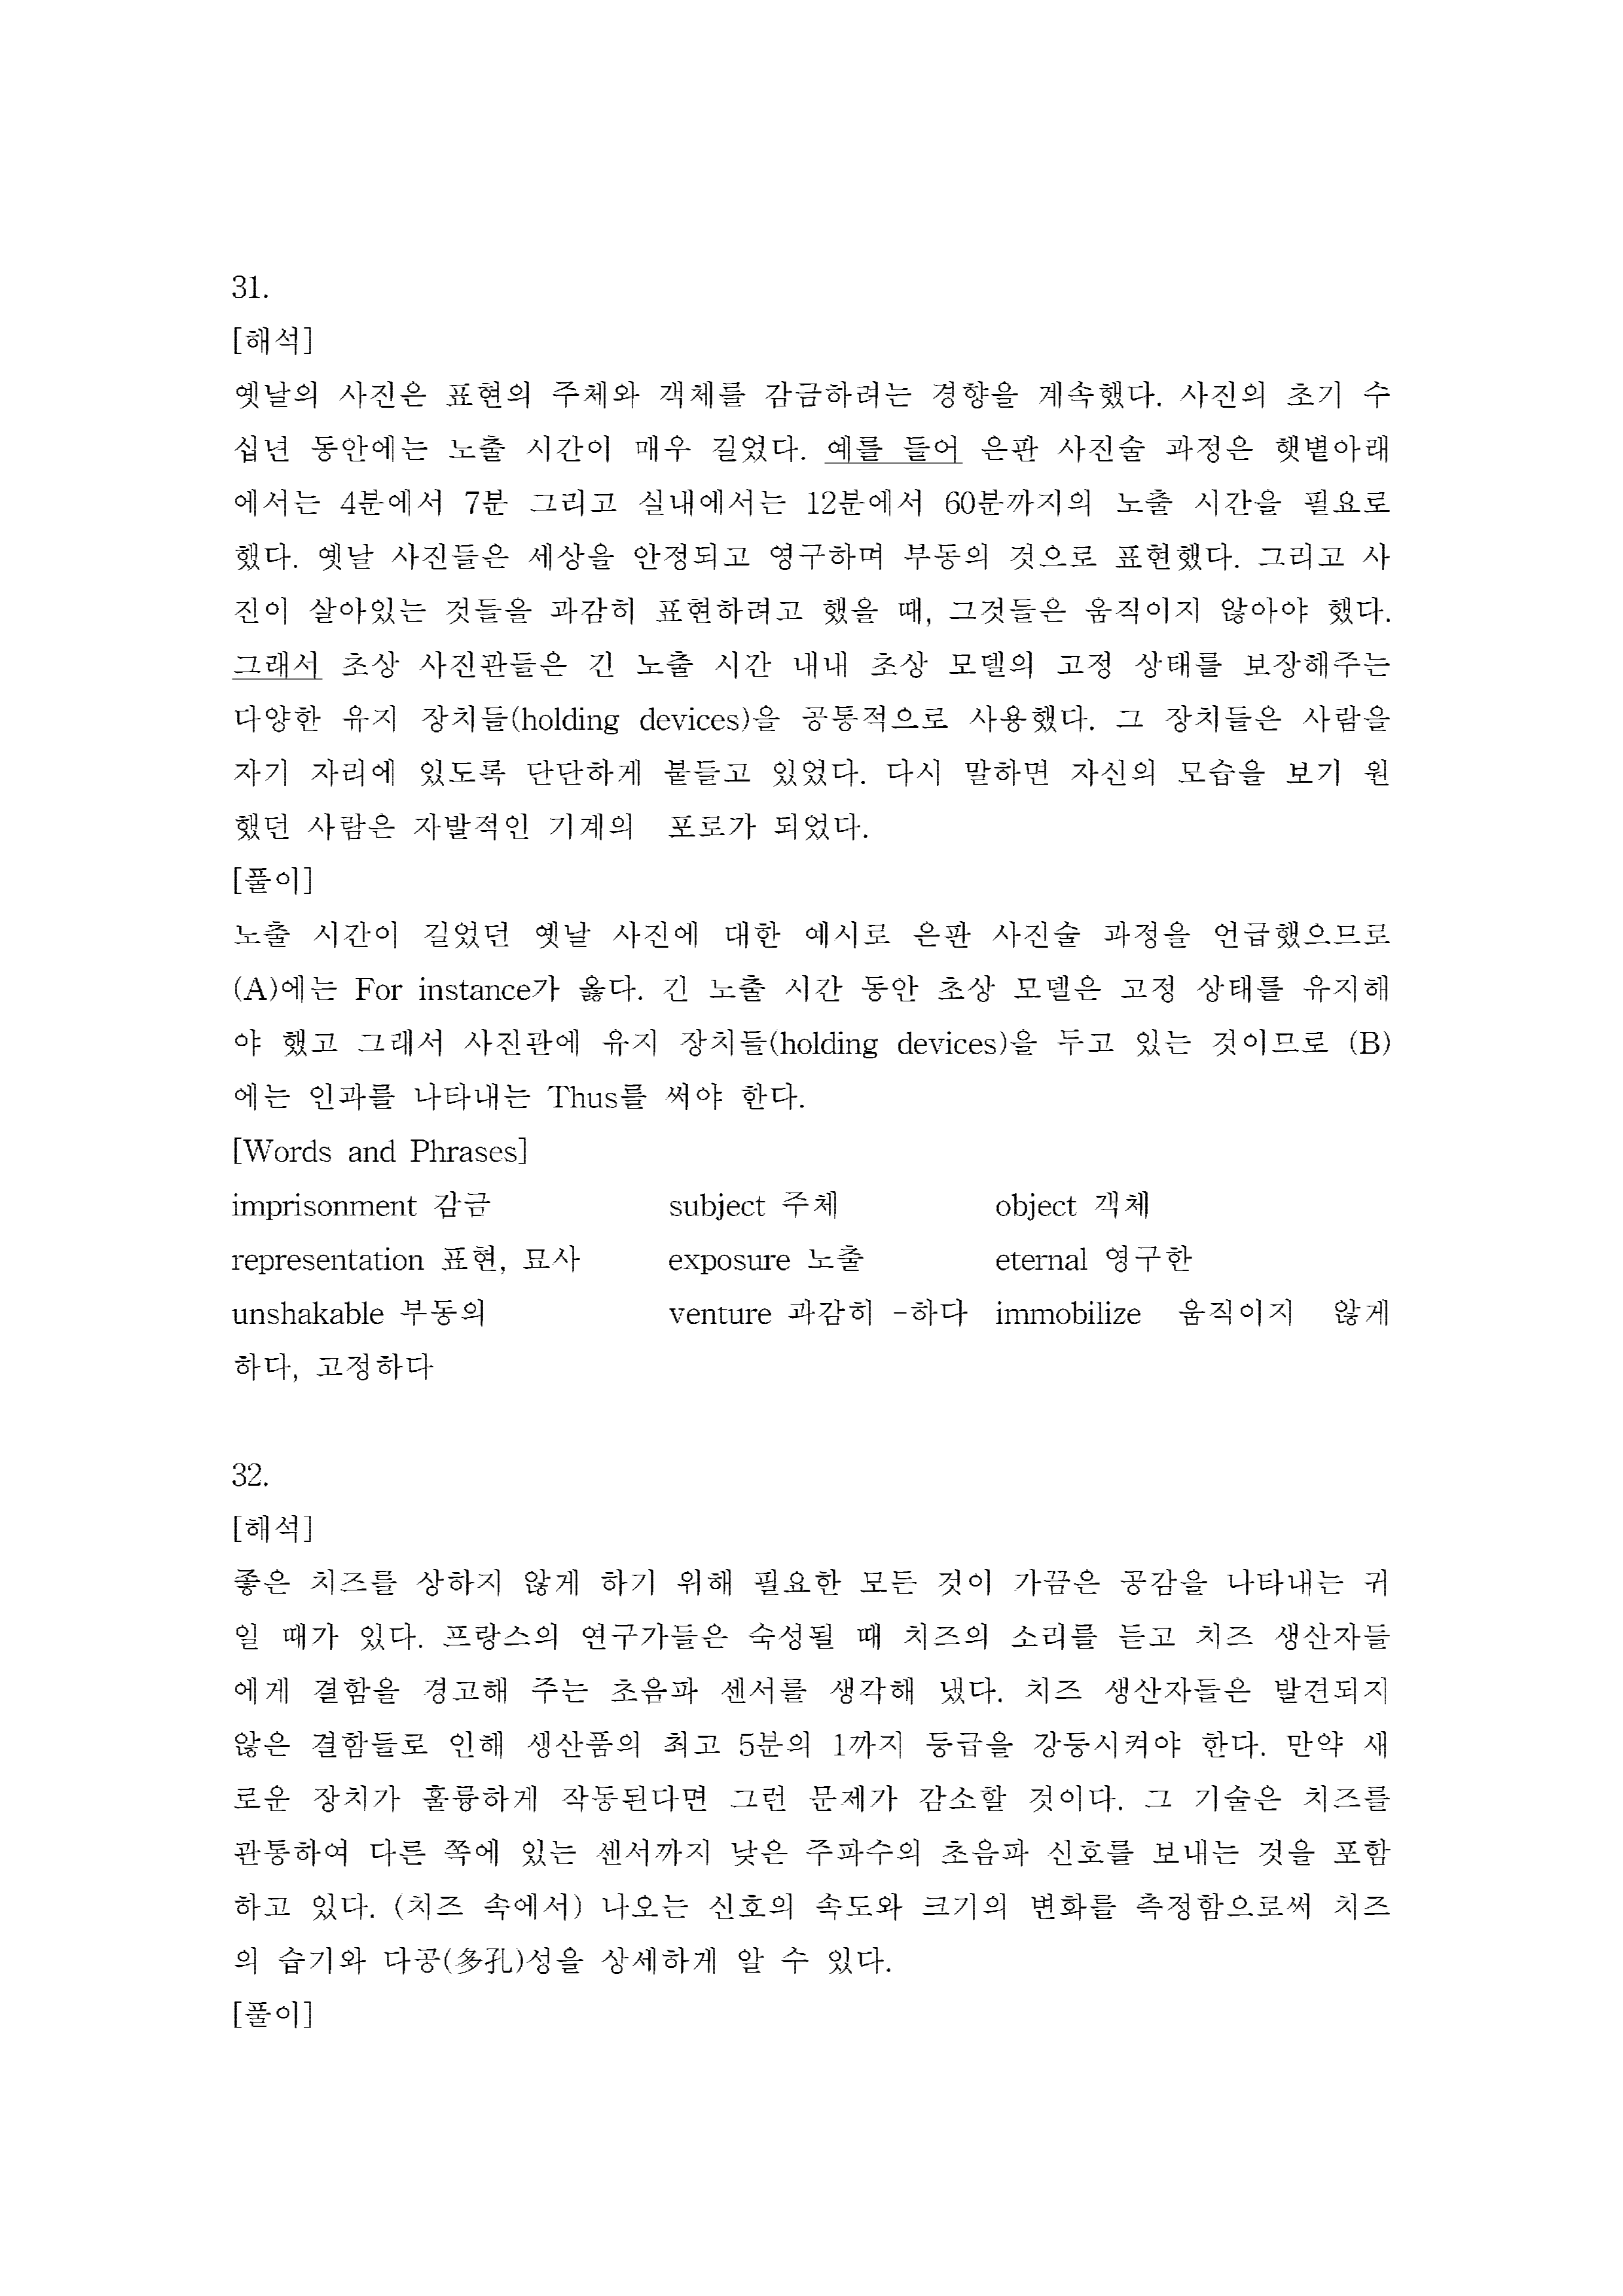 31.
[해석]
옛날의 사진은 표현의 주체와 객체를 감금하려는 경향을 계속했다. 사진의 초기 수
십년 동안에는 노출 시간이 매우 길었다. 예를 들어 은판 사진술 과정은 햇볕아래
에서는 4분에서 7분 그리고 실내에서는 12분에서 60분까지의 노출 시간을 필요로
했다. 옛날 사진들은 세상을 안정되고 영구하며 부동의 것으로 표현했다. 그리고 사
진이 살아있는 것들을 과감히 표현하려고 했을 때, 그것들은 움직이지 않아야 했다.
그래서 초상 사진관들은 긴 노출 시간 내내 초상 모델의 고정 상태를 보장해주는
다양한 유지 장치들(holding devices)을 공통적으로 사용했다. 그 장치들은 사람을
자기 자리에 있도록 단단하게 붙들고 있었다. 다시 말하면 자신의 모습을 보기 원
했던 사람은 자발적인 기계의 포로가 되었다.
[풀이]
노출 시간이 길었던 옛날 사진에 대한 예시로 은판 사진술 과정을 언급했으므로
(A)에는 For instance가 옳다. 긴 노출 시간 동안 초상 모델은 고정 상태를 유지해
야 했고 그래서 사진관에 유지 장치들(holding devices)을 두고 있는 것이므로 (B)
에는 인과를 나타내는 Thus를 써야 한다.
[Words and Phrases]
imprisonment 감금 subject 주체 object 객체
representation 표현, 묘사 exposure 노출 eternal 영구한
unshakable 부동의 venture 과감히 -하다 immobilize 움직이지 않게
하다, 고정하다
32.
[해석]
좋은 치즈를 상하지 않게 하기 위해 필요한 모든 것이 가끔은 공감을 나타내는 귀
일 때가 있다. 프랑스의 연구가들은 숙성될 때 치즈의 소리를 듣고 치즈 생산자들
에게 결함을 경고해 주는 초음파 센서를 생각해 냈다. 치즈 생산자들은 발견되지
않은 결함들로 인해 생산품의 최고 5분의 1까지 등급을 강등시켜야 한다. 만약 새
로운 장치가 훌륭하게 작동된다면 그런 문제가 감소할 것이다. 그 기술은 치즈를
관통하여 다른 쪽에 있는 센서까지 낮은 주파수의 초음파 신호를 보내는 것을 포함
하고 있다. (치즈 속에서) 나오는 신호의 속도와 크기의 변화를 측정함으로써 치즈
의 습기와 다공(多孔)성을 상세하게 알 수 있다.
[풀이]